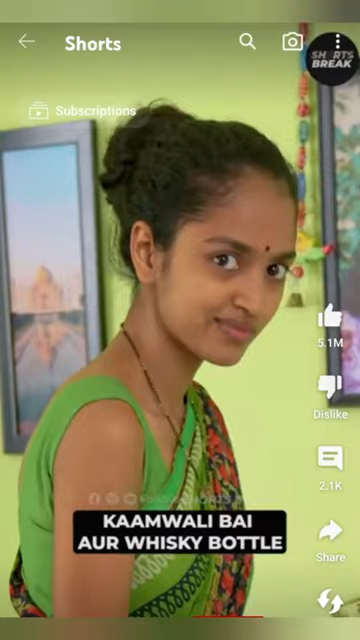 Shorts
SHORTS
BREAK
Subscriptions
5.1M
Dislike
2.1K
Share
KAAMWALI BAI
AUR WHISKY BOTTLE